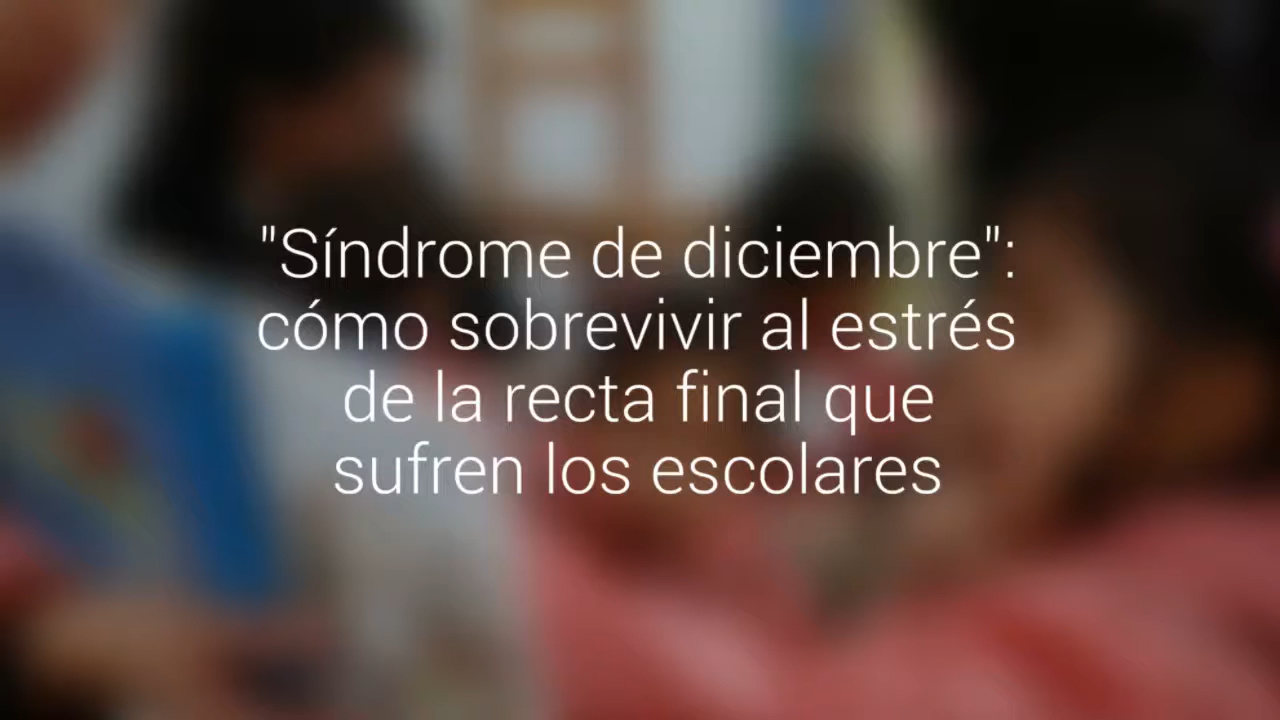 "Síndrome de diciembre":
cómo sobrevivir al estrés
de la recta final que
sufren los escolares